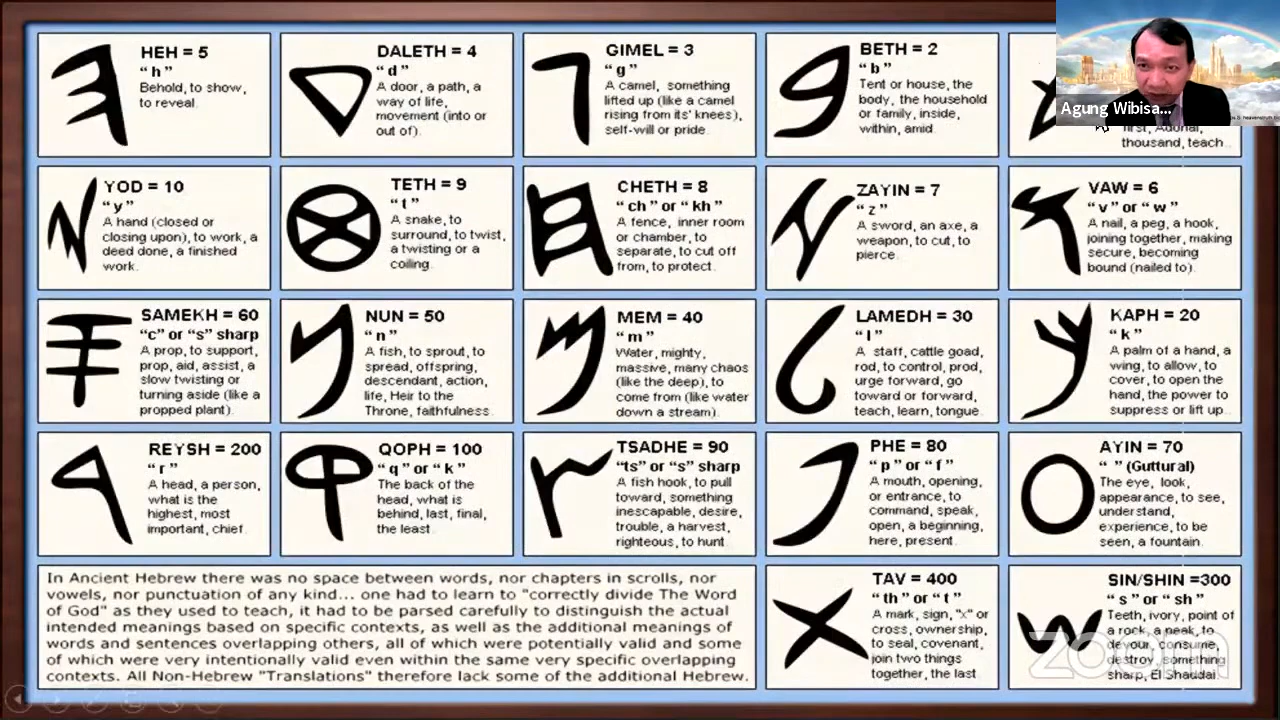 HEH = 5
“ h ”
Behold, to show,
to reveal.
DALETH = 4
“ d ”
A door, a path, a
way of life,
movement (into or
out of).
GIMEL = 3
“ g ”
A camel, something
lifted up (like a camel
rising from its' knees),
self-will or pride.
BETH = 2
“ b ”
Tent or house, the
body, the household
or family, inside,
within, amid.
Agung Wibisa...
first, Adonai,
thousand, teach.
YOD = 10
“ y ”
A hand (closed or
closing upon), to work, a
deed done, a finished
work.
TETH = 9
“ t ”
A snake, to
surround, to twist,
a twisting or a
coiling.
CHETH = 8
“ ch ” or “ kh ”
A fence, inner room
or chamber, to
separate, to cut off
from, to protect.
ZAYIN = 7
“ z ”
A sword, an axe, a
weapon, to cut, to
pierce.
VAW = 6
“ v ” or “ w ”
A nail, a peg, a hook,
joining together, making
secure, becoming
bound (nailed to).
SAMEKH = 60
“c” or “s” sharp
A prop, to support,
prop, aid, assist, a
slow twisting or
turning aside (like a
propped plant).
NUN = 50
“ n ”
A fish, to sprout, to
spread, offspring,
descendant, action,
life, Heir to the
Throne, faithfulness.
MEM = 40
“ m ”
Water, mighty,
massive, many chaos
(like the deep), to
come from (like water
down a stream).
LAMEDH = 30
“ l ”
A staff, cattle goad,
rod, to control, prod,
urge forward, go
toward or forward,
teach, learn, tongue.
KAPH = 20
“ k ”
A palm of a hand, a
wing, to allow, to
cover, to open the
hand, the power to
suppress or lift up.
REYSH = 200
“ r ”
A head, a person,
what is the
highest, most
important, chief.
QOPH = 100
“ q ” or “ k ”
The back of the
head, what is
behind, last, final,
the least.
TSADHE = 90
“ts” or “s” sharp
A fish hook, to pull
toward, something
inescapable, desire,
trouble, a harvest,
righteous, to hunt.
PHE = 80
“ p ” or “ f ”
A mouth, opening,
or entrance, to
command, speak,
open, a beginning,
here, present.
AYIN = 70
“ ” (Guttural)
The eye, look,
appearance, to see,
understand,
experience, to be
seen, a fountain.
In Ancient Hebrew there was no space between words, nor chapters in scrolls, nor
vowels, nor punctuation of any kind... one had to learn to "correctly divide The Word
of God" as they used to teach, it had to be parsed carefully to distinguish the actual
intended meanings based on specific contexts, as well as the additional meanings of
words and sentences overlapping others, all of which were potentially valid and some
of which were very intentionally valid even within the same very specific overlapping
contexts. All Non-Hebrew "Translations" therefore lack some of the additional Hebrew.
TAV = 400
“ th ” or “ t ”
A mark, sign, "x" or
cross, ownership,
to seal, covenant,
join two things
together, the last
SIN/SHIN =300
“ s ” or “ sh ”
Teeth, ivory, point of
a rock, a peak, to
devour, consume,
destroy, something
sharp, El Shaddai.
zoom